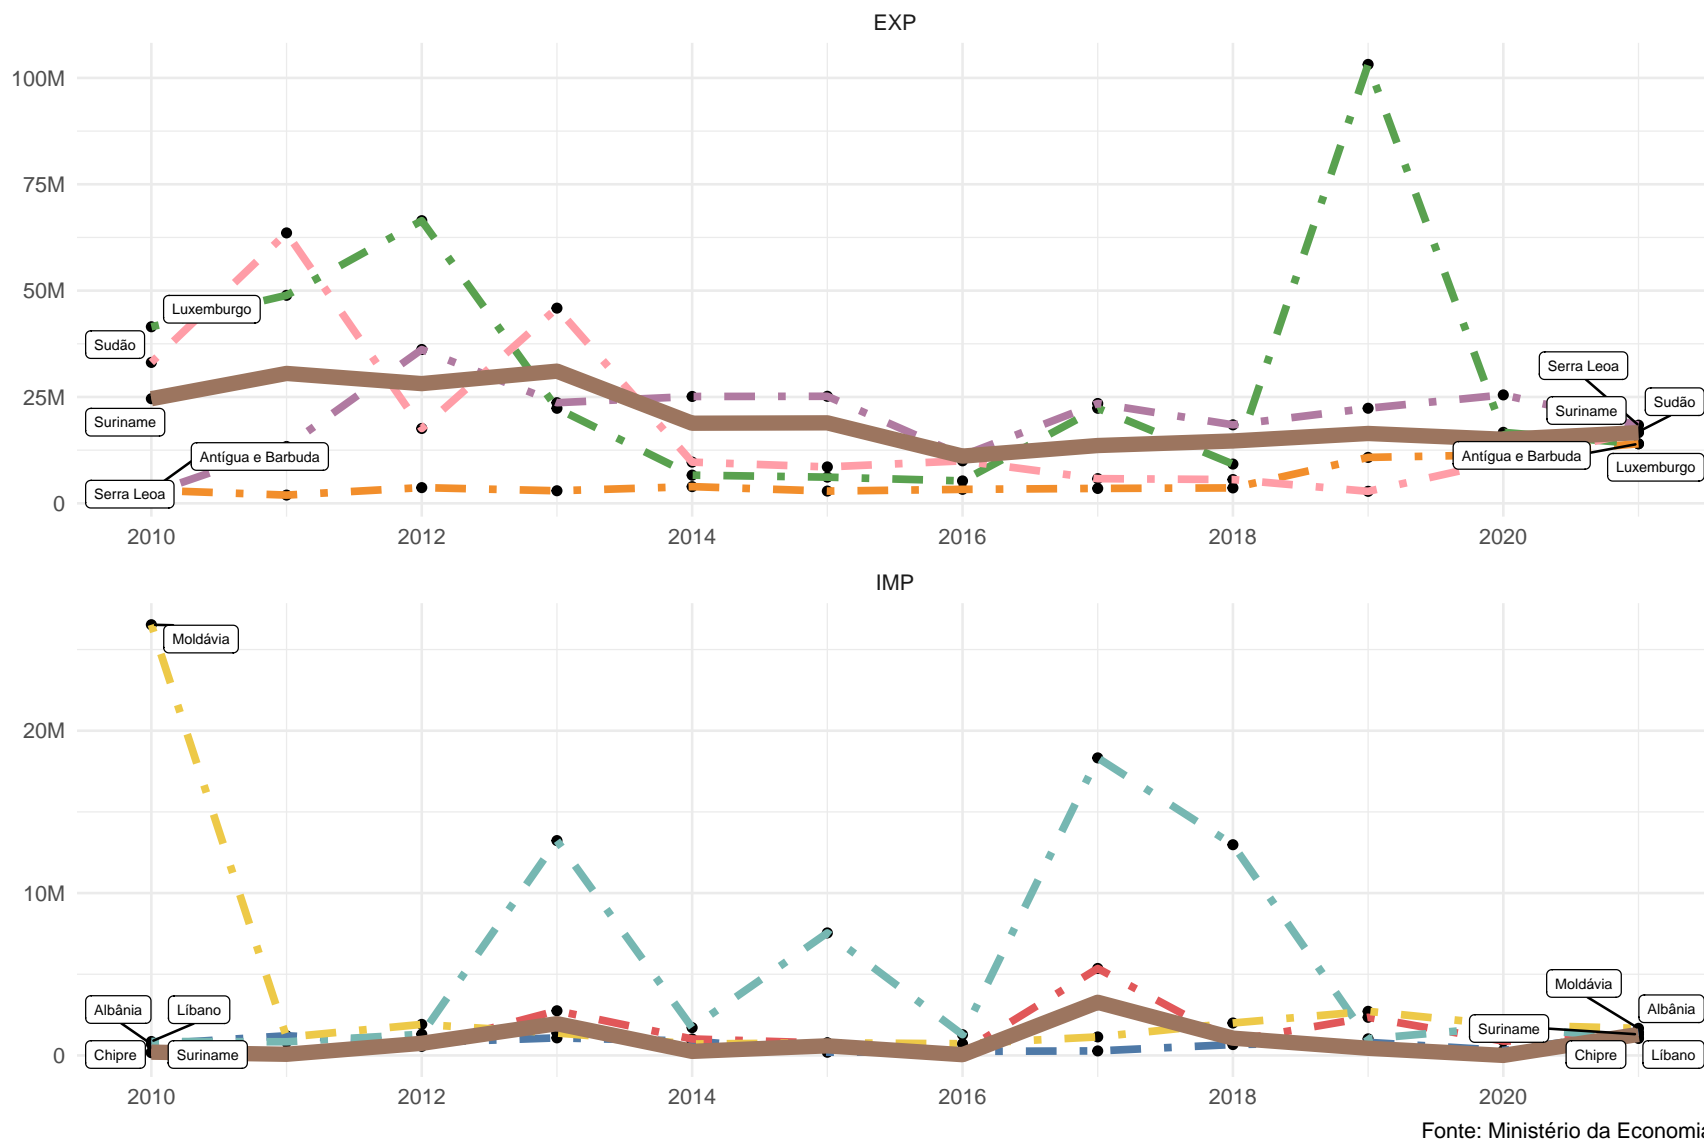 EXP
100M
75M
50M
25M
0
Luxemburgo
Sudão
Suriname
Antígua e Barbuda
Serra Leoa
Serra Leoa
Sudão
Suriname
Antígua e Barbuda
Luxemburgo
2010 2012 2014 2016 2018 2020
IMP
20M
10M
0
Moldávia
Albânia Líbano
Chipre Suriname
Moldávia
Albânia
Suriname
Chipre Líbano
2010 2012 2014 2016 2018 2020
Fonte: Ministério da Economia